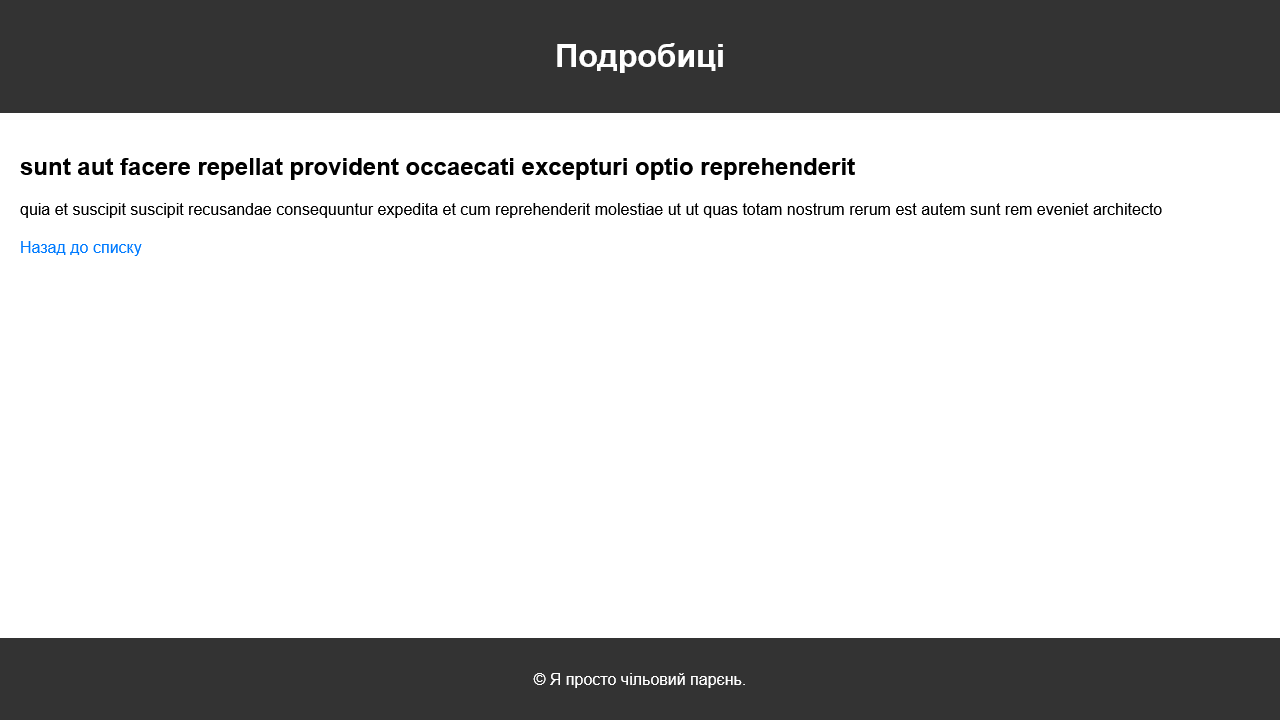 Подробиці
sunt aut facere repellat provident occaecati excepturi optio reprehenderit
quia et suscipit suscipit recusandae consequuntur expedita et cum reprehenderit molestiae ut ut quas totam nostrum rerum est autem sunt rem eveniet architecto
Назад до списку
© Я просто чільовий парєнь.